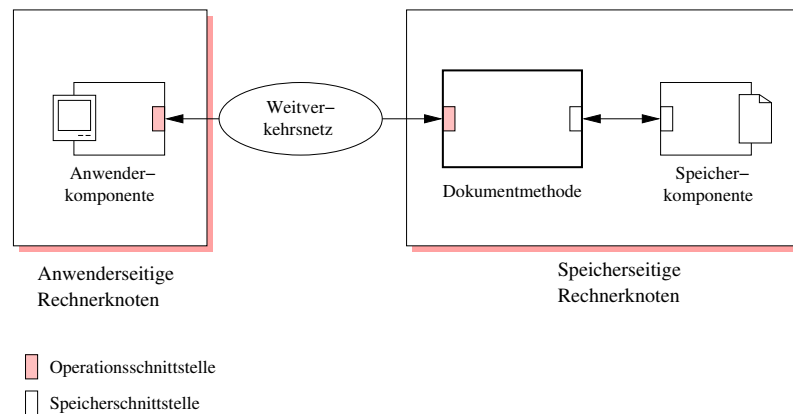 Weitver–
kehrsnetz
Anwender–
komponente
Dokumentmethode
Speicher–
komponente
Anwenderseitige
Rechnerknoten
Speicherseitige
Rechnerknoten
Operationsschnittstelle
Speicherschnittstelle